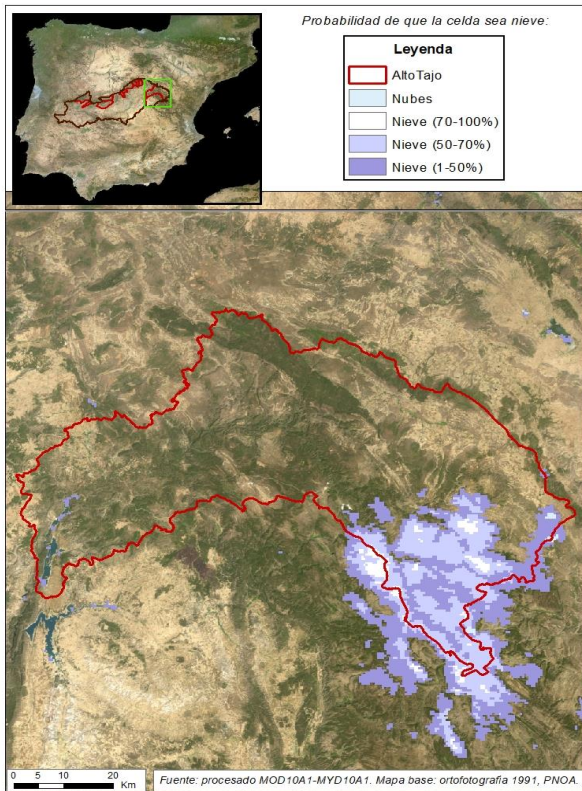 Probabilidad de que la celda sea nieve:
Leyenda
AltoTajo
Nubes
Nieve (70-100%)
Nieve (50-70%)
Nieve (1-50%)
0 5 10 20
Km
Fuente: procesado MOD10A1-MYD10A1. Mapa base: ortofotografia 1991, PNOA.